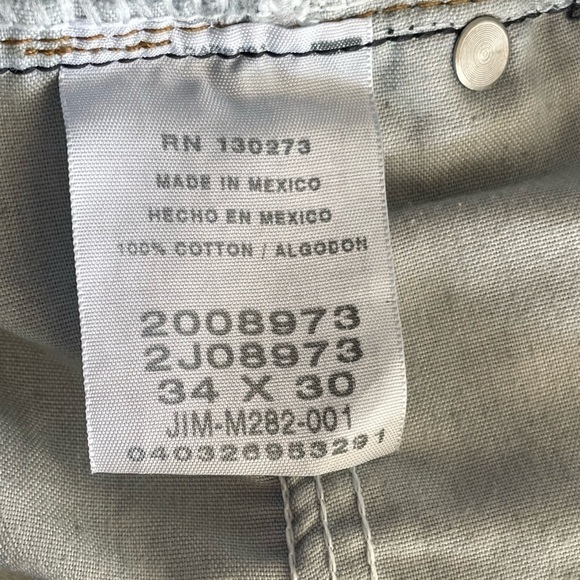 RN 130273
MADE IN MEXICO
HECHO EN MEXICO
100% COTTON / ALGODON
2008973
2J08973
34 X 30
JIM-M282-001
040326953291